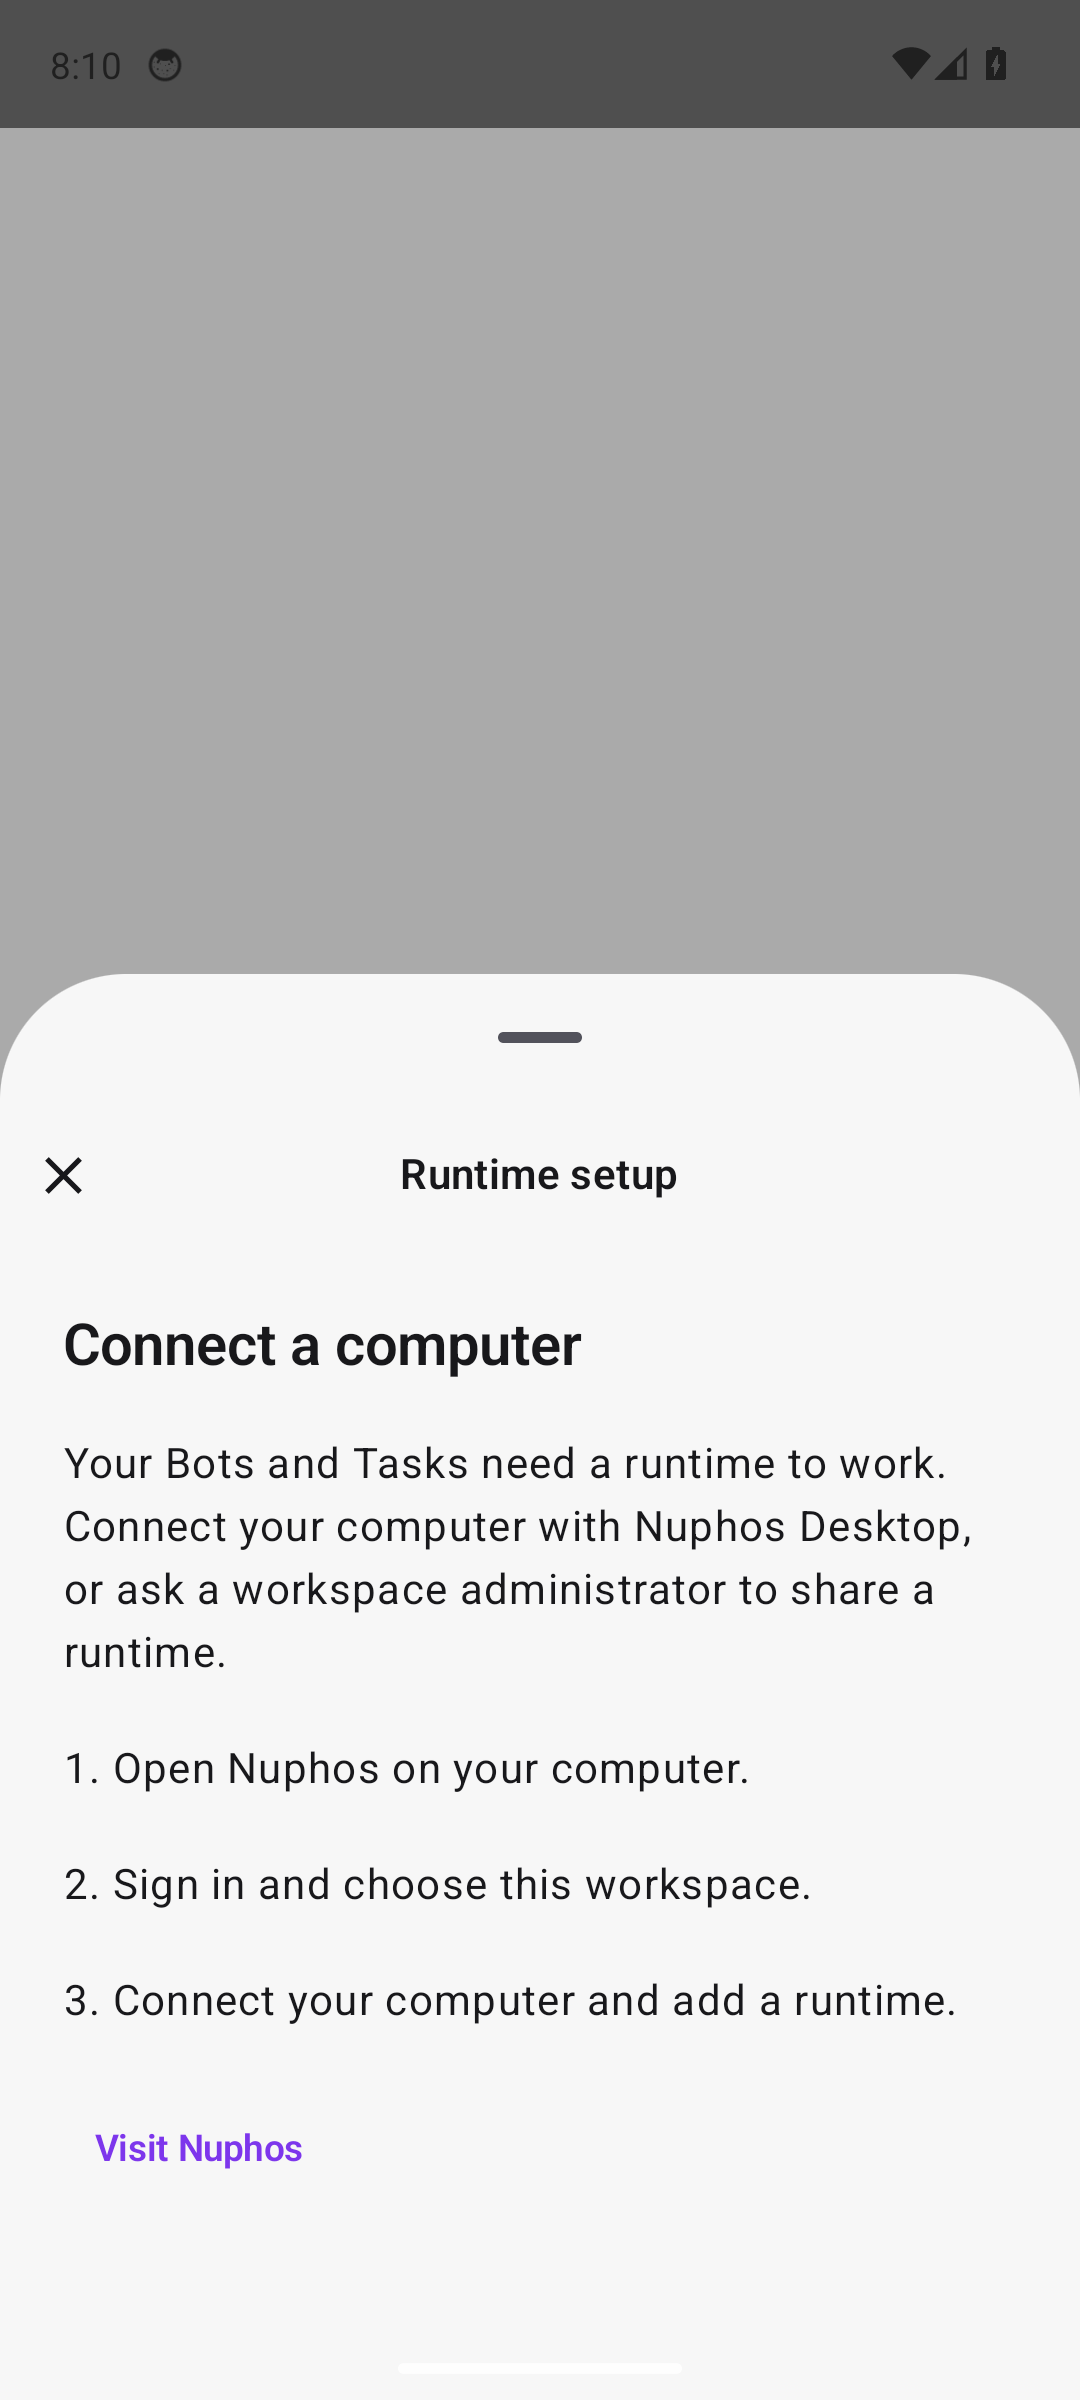 8:10
Runtime setup
Connect a computer
Your Bots and Tasks need a runtime to work.
Connect your computer with Nuphos Desktop,
or ask a workspace administrator to share a
runtime.
1. Open Nuphos on your computer.
2. Sign in and choose this workspace.
3. Connect your computer and add a runtime.
Visit Nuphos